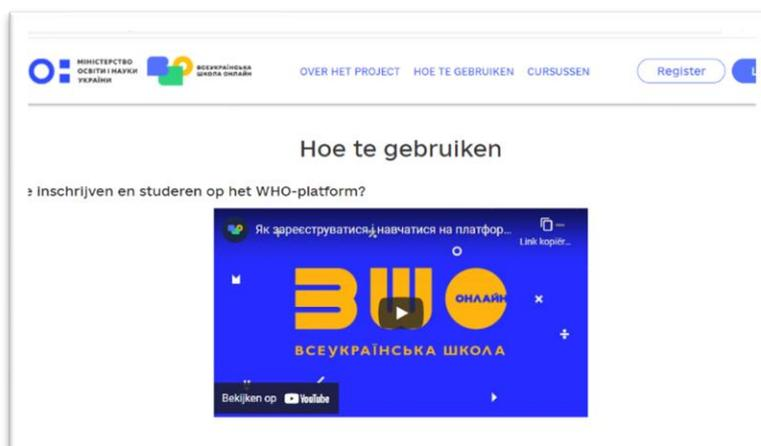 МІНІСТЕРСТВО
ОСВІТИ І НАУКИ
УКРАЇНИ
ВСЕУКРАЇНСЬКА
ШКОЛА ОНЛАЙН
OVER HET PROJECT HOE TE GEBRUIKEN CURSUSSEN
Register
L
Hoe te gebruiken
e inschrijven en studeren op het WHO-platform?
Як зареєструватися і навчатися на платфор...
Link kopiër...
ВШО
ОНЛАЙН
ВСЕУКРАЇНСЬКА ШКОЛА
Bekijken op YouTube